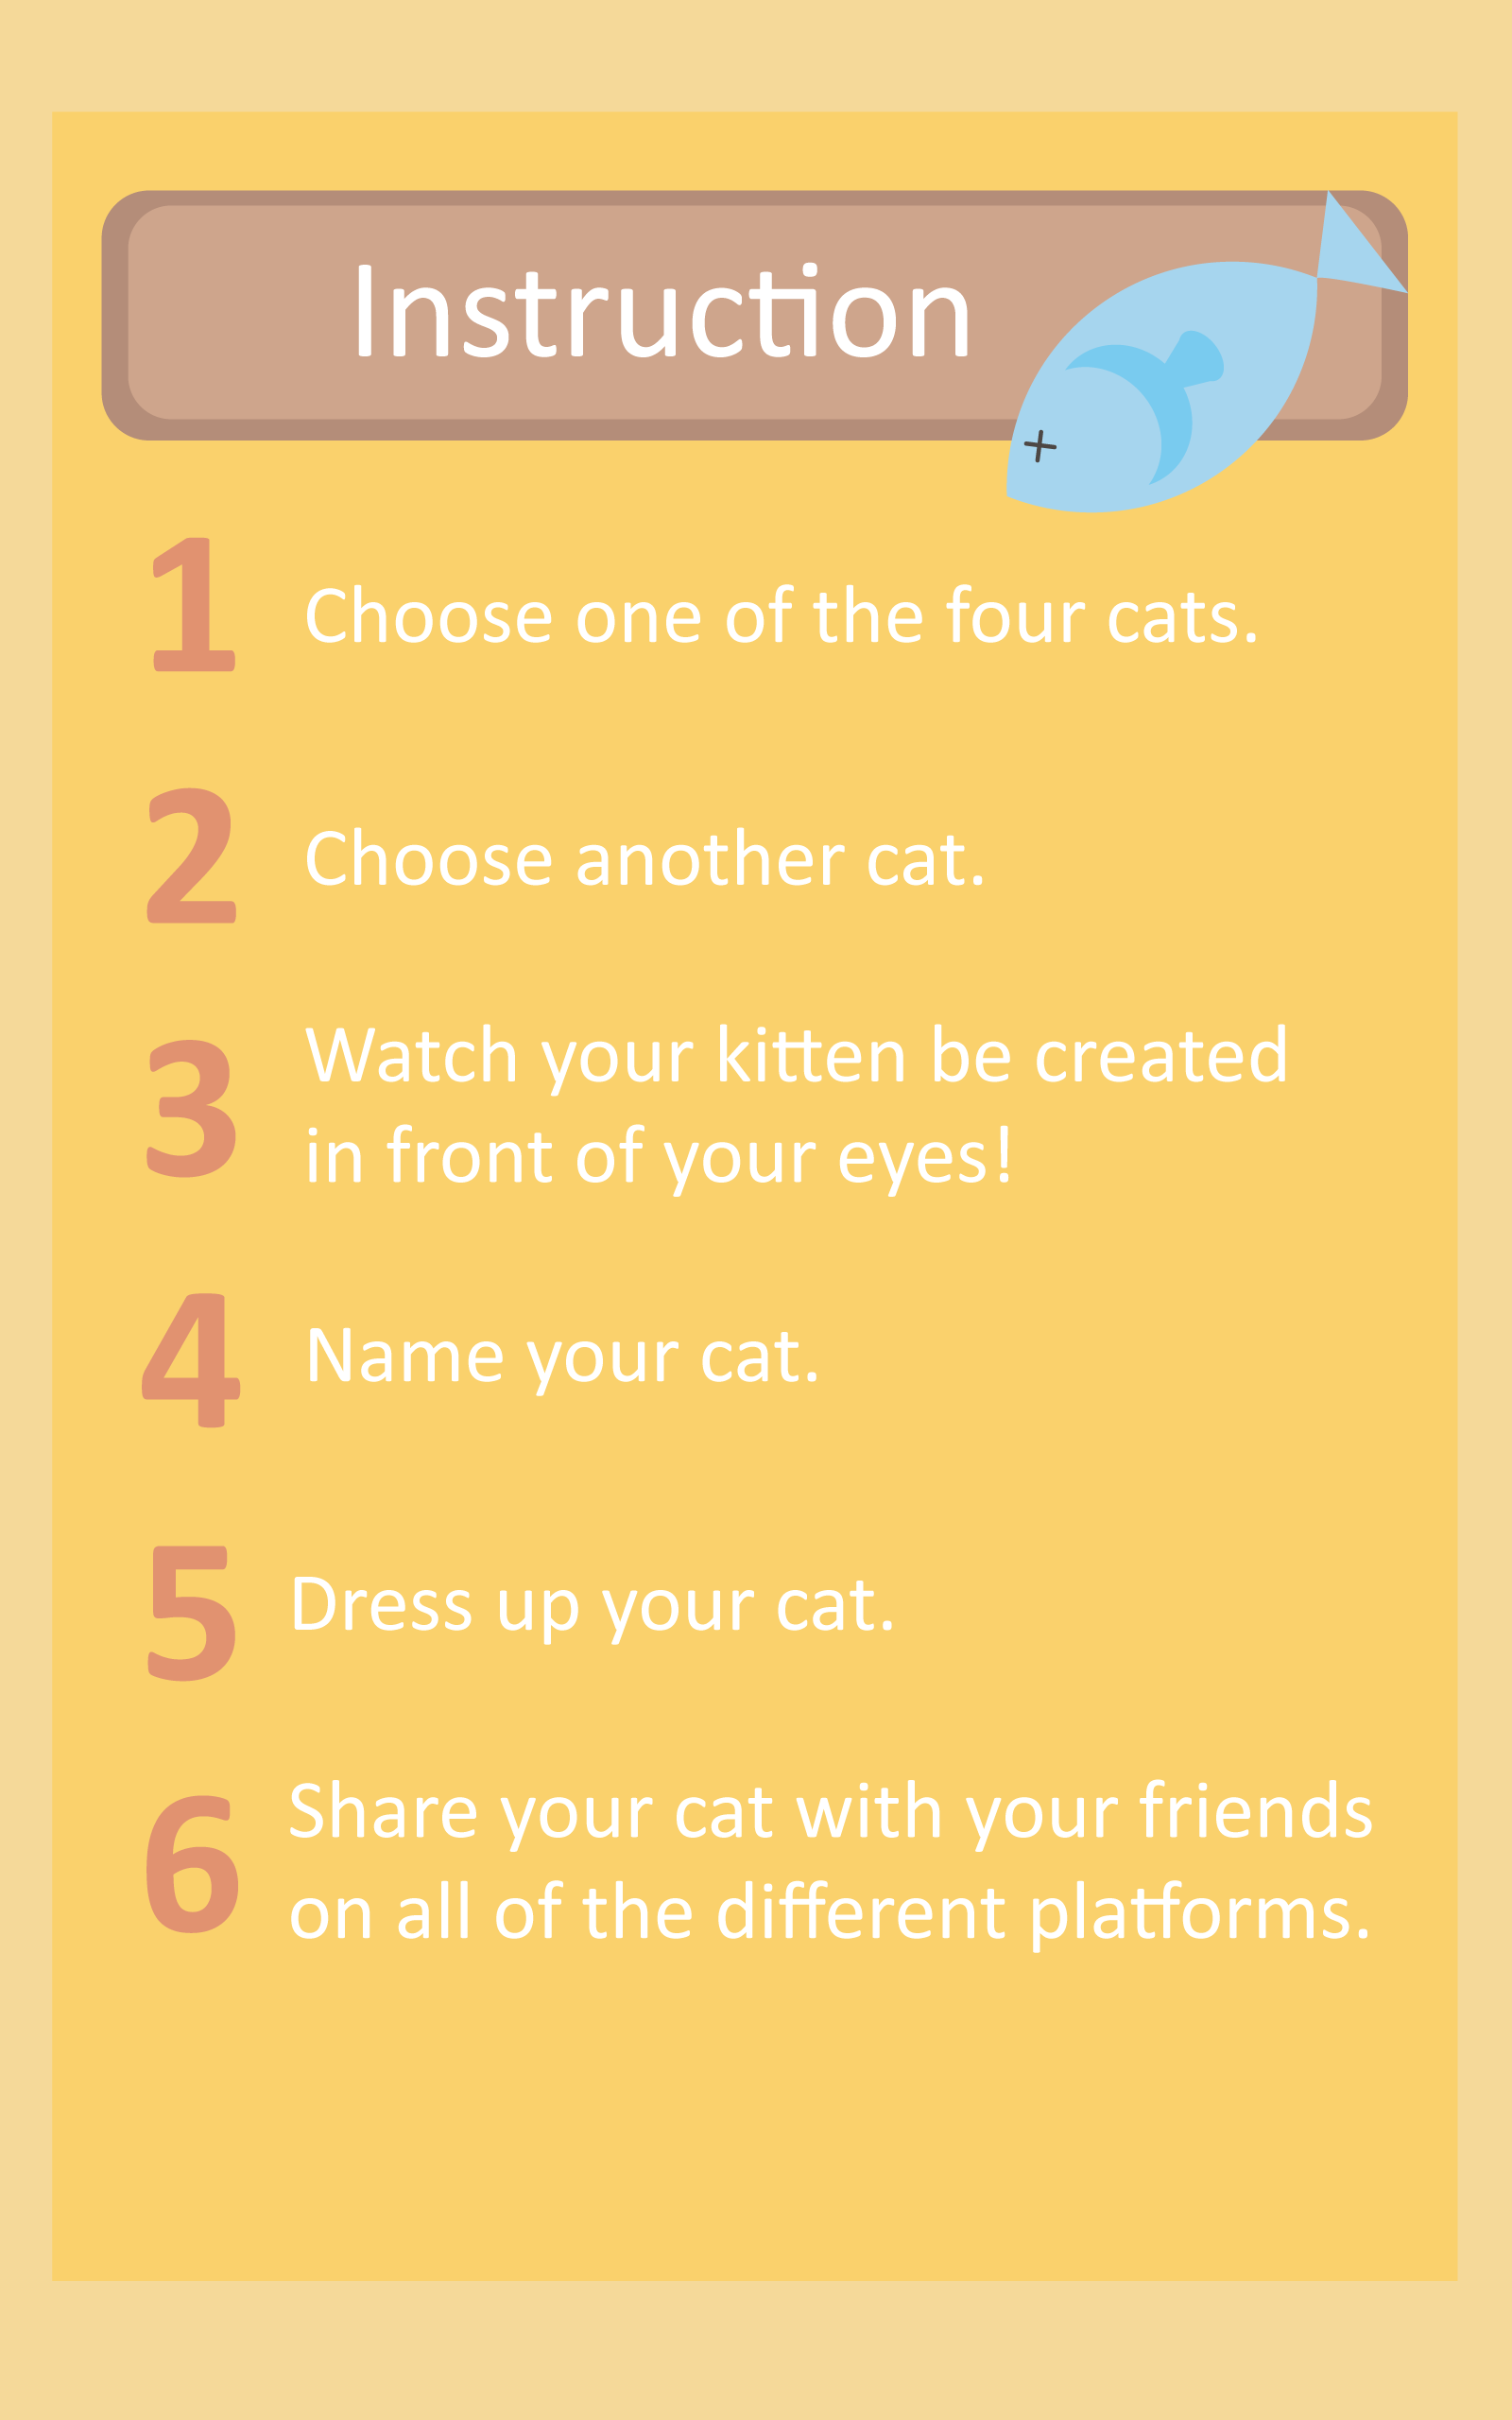 Instruction
1 Choose one of the four cats.
2 Choose another cat.
3 Watch your kitten be created
in front of your eyes!
4 Name your cat.
5 Dress up your cat.
6 Share your cat with your friends
on all of the different platforms.